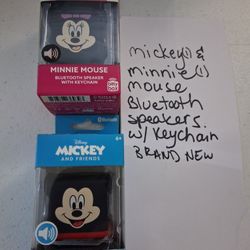 MINNIE MOUSE
BLUETOOTH SPEAKER
WITH KEYCHAIN
Disney
MICKEY
AND FRIENDS
Bluetooth
mickey(1) &
minnie(1)
mouse
Bluetooth
speakers.
w/ Keychain
BRAND NEW